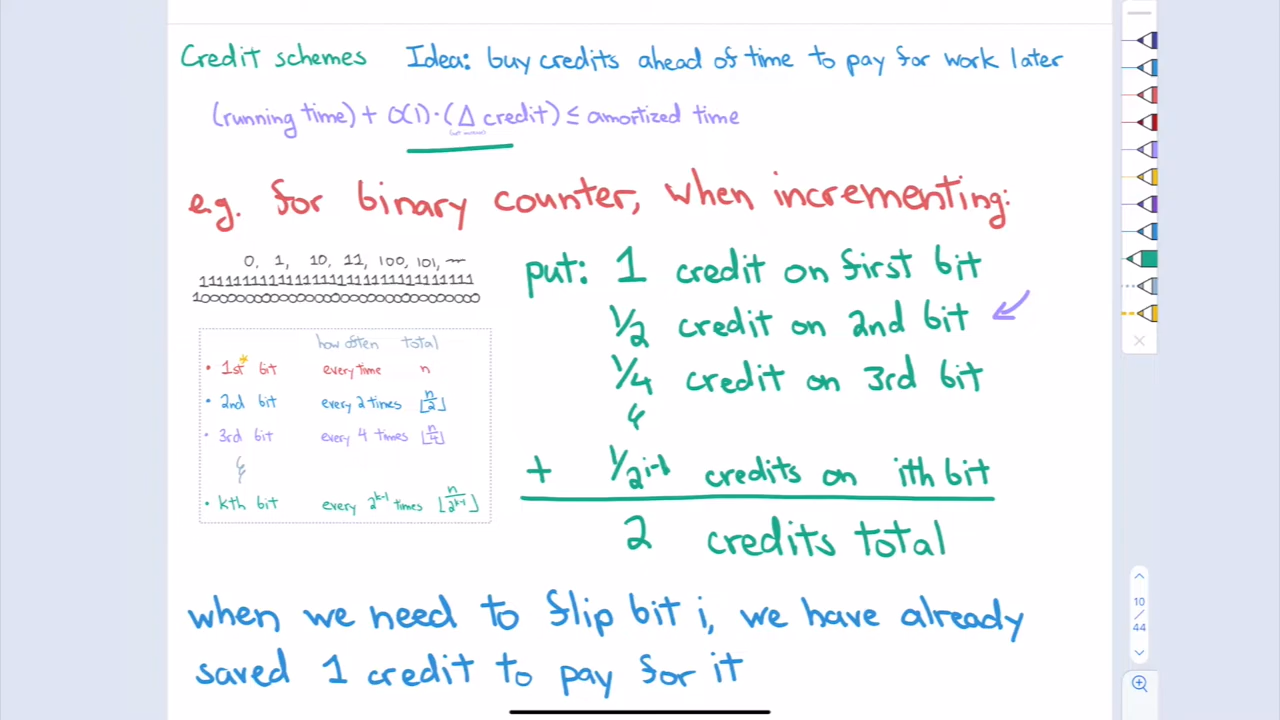 Credit schemes Idea: buy credits ahead of time to pay for work later
(running time) + O(1)·(Δ credit) ≤ amortized time
e.g. for binary counter, when incrementing:
0, 1, 10, 11, 100, 101, ...
111111111111111111111111111
1000000000000000000000000000
how often total
• 1st* bit every time n
• 2nd bit every 2 times ⌊n/2⌋
• 3rd bit every 4 times ⌊n/4⌋
• kth bit every 2^k-1 times ⌊n/2^k-1⌋
put: 1 credit on first bit
1/2 credit on 2nd bit
1/4 credit on 3rd bit
+ 1/2^i-1 credits on ith bit
2 credits total
when we need to flip bit i, we have already
saved 1 credit to pay for it
10
/
44